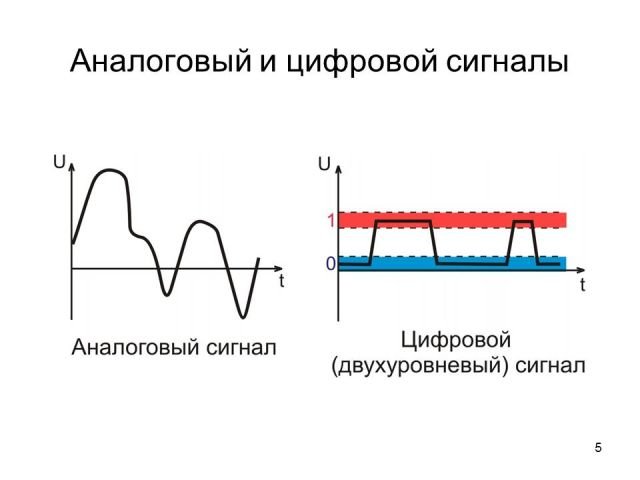 Аналоговый и цифровой сигналы
U
t
Аналоговый сигнал
U
1
0
t
Цифровой
(двухуровневый) сигнал
5